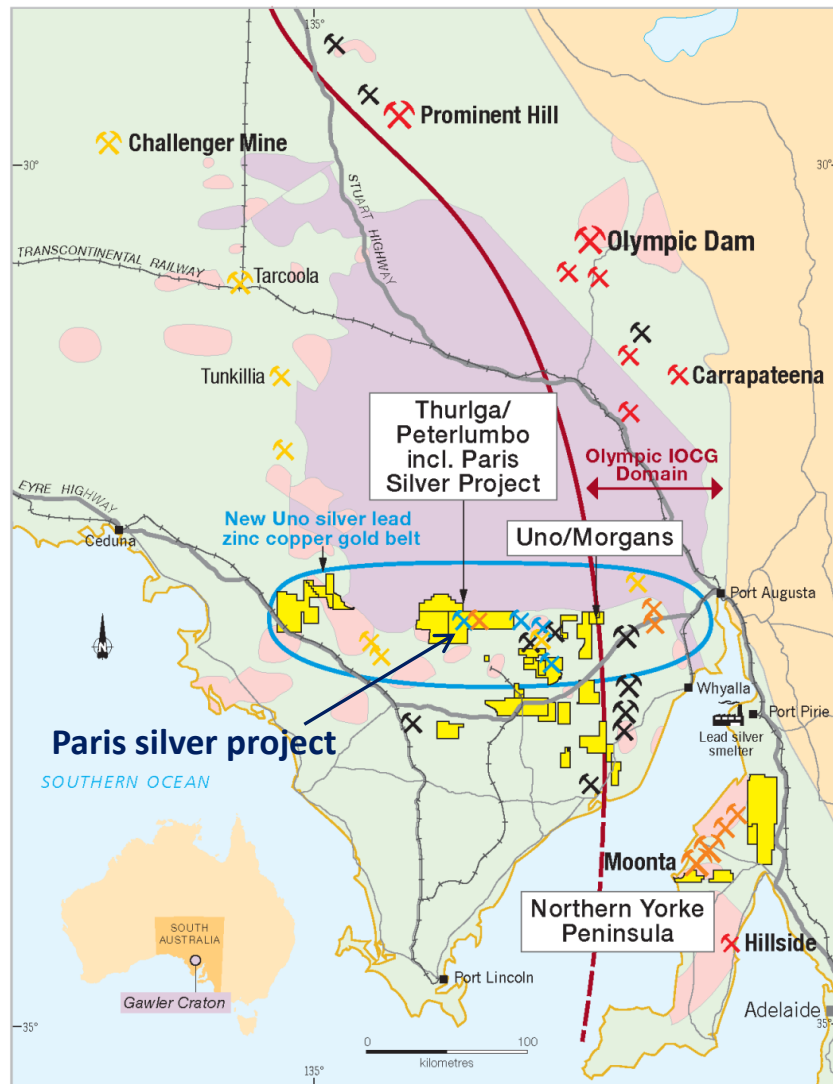 135°
Prominent Hill
Challenger Mine
30°
30°
STUART HIGHWAY
Olympic Dam
TRANSCONTINENTAL RAILWAY
Tarcoola
Tunkillia
Carrapateena
Thurlga/
Peterlumbo
incl. Paris
Silver Project
Olympic IOCG
Domain
EYRE HIGHWAY
Ceduna
New Uno silver lead
zinc copper gold belt
Uno/Morgans
Port Augusta
Whyalla
Port Pirie
Lead silver
smelter
Paris silver project
SOUTHERN OCEAN
N
Moonta
Northern Yorke
Peninsula
Hillside
SOUTH
AUSTRALIA
Gawler Craton
Port Lincoln
Adelaide
35°
35°
0
100
kilometres
135°